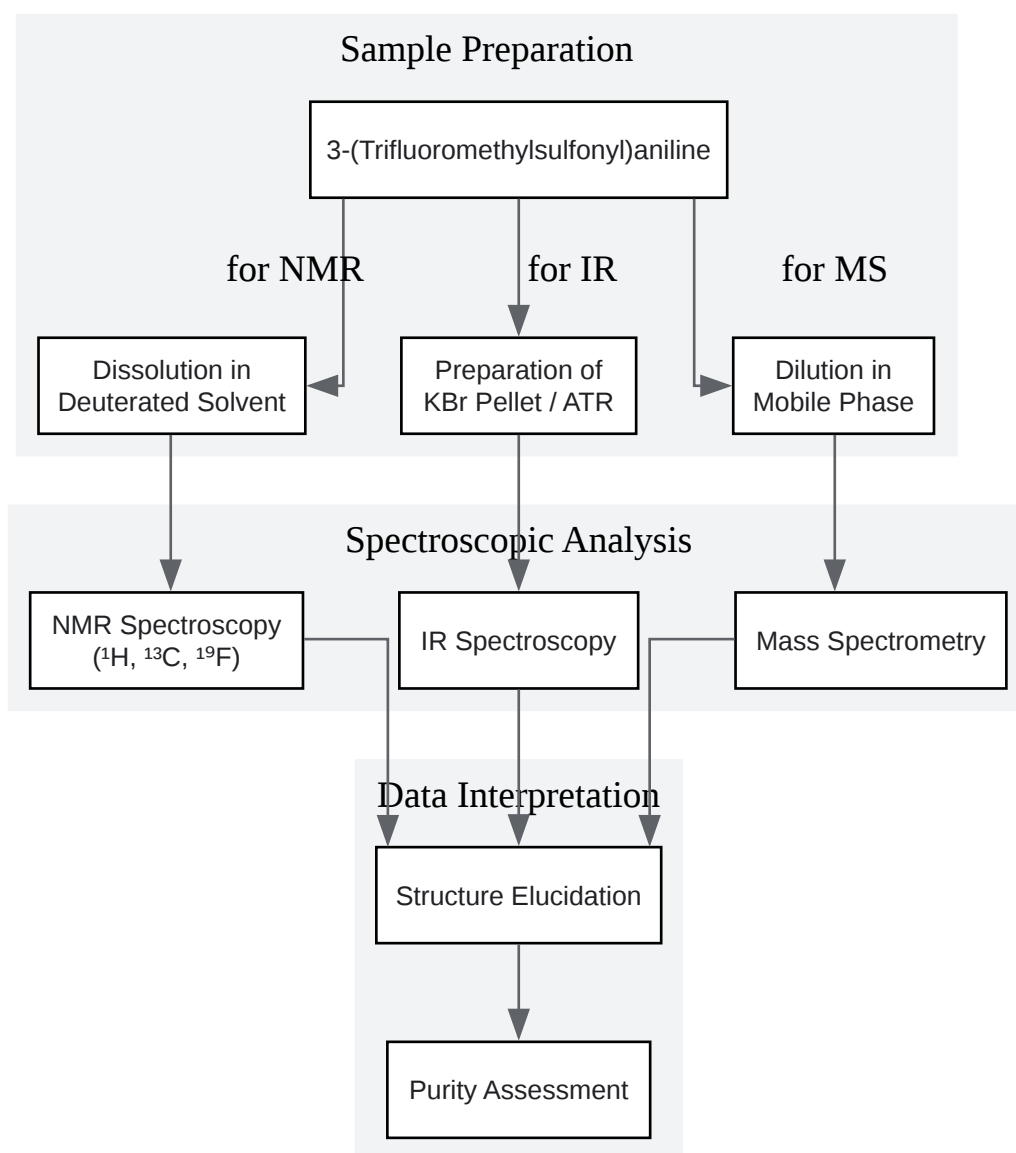 Sample Preparation
3-(Trifluoromethylsulfonyl)aniline
for NMR
for IR
for MS
Dissolution in
Deuterated Solvent
Preparation of
KBr Pellet / ATR
Dilution in
Mobile Phase
Spectroscopic Analysis
NMR Spectroscopy
(¹H, ¹³C, ¹⁹F)
IR Spectroscopy
Mass Spectrometry
Data Interpretation
Structure Elucidation
Purity Assessment